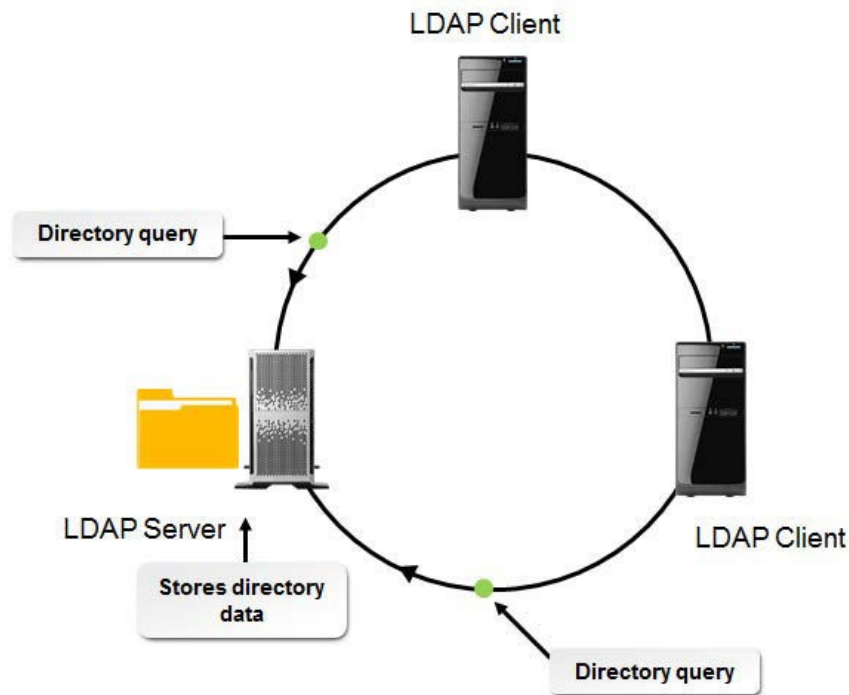 LDAP Client
Directory query
LDAP Server
LDAP Client
Stores directory
data
Directory query